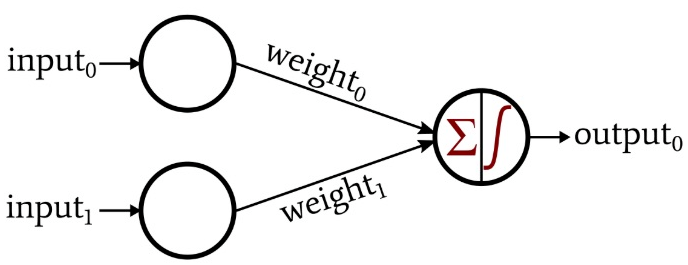 input₀
weight₀
Σ ∫
output₀
input₁
weight₁